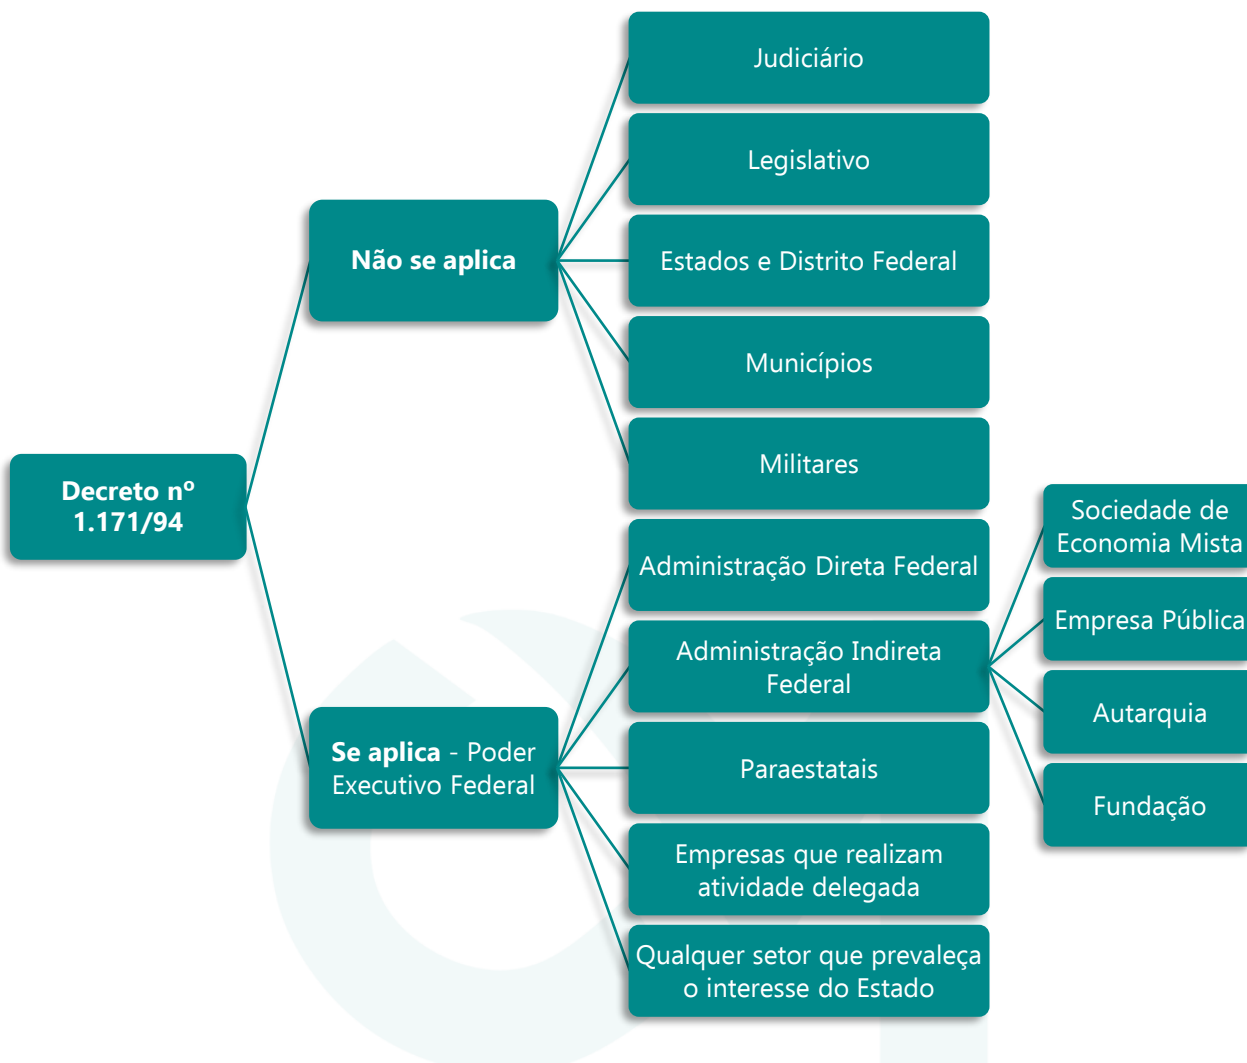 Judiciário
Legislativo
Não se aplica
Estados e Distrito Federal
Municípios
Militares
Decreto nº
1.171/94
Administração Direta Federal
Administração Indireta
Federal
Sociedade de
Economia Mista
Empresa Pública
Autarquia
Fundação
Se aplica - Poder
Executivo Federal
Paraestatais
Empresas que realizam
atividade delegada
Qualquer setor que prevaleça
o interesse do Estado